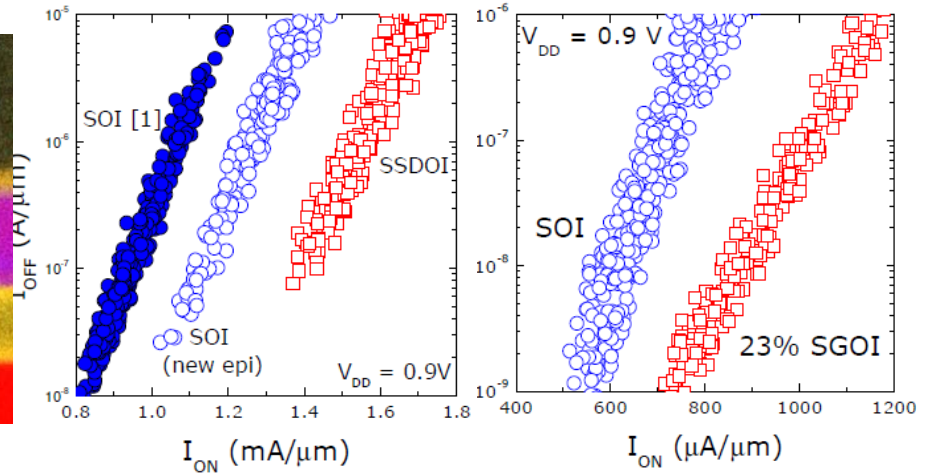 10⁻⁵
10⁻⁶
10⁻⁷
10⁻⁸
I_OFF (A/μm)
SOI [1]
SSDOI
SOI
(new epi)
V_DD = 0.9V
0.8 1.0 1.2 1.4 1.6 1.8
I_ON (mA/μm)
10⁻⁶
10⁻⁷
10⁻⁸
10⁻⁹
V_DD = 0.9 V
SOI
23% SGOI
400 600 800 1000 1200
I_ON (μA/μm)